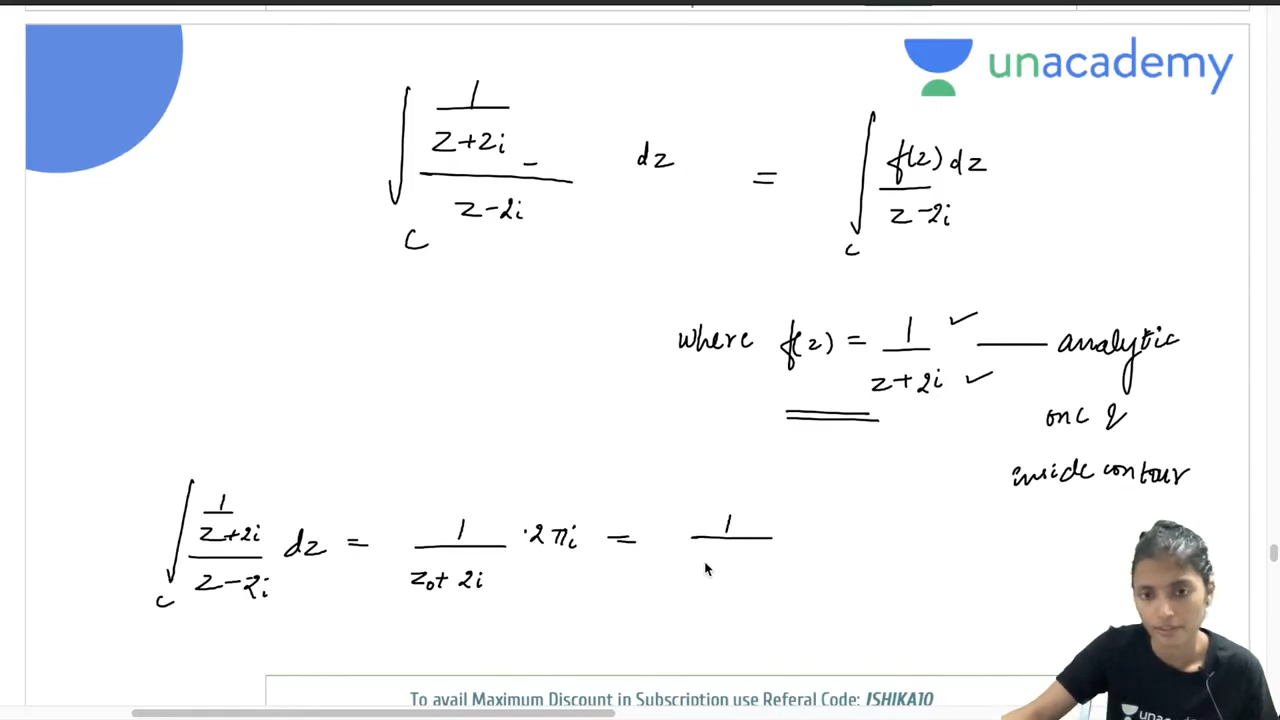 unacademy
∫_C (1/(z+2i))/(z-2i) dz = ∫_C f(z)dz/(z-2i)
where f(z) = 1/(z+2i) ✓ ✓ — analytic
on c &
inside contour
∫_C (1/(z+2i))/(z-2i) dz = 1/(z₀+2i) · 2πi = 1/
To avail Maximum Discount in Subscription use Referal Code: ISHIKA10